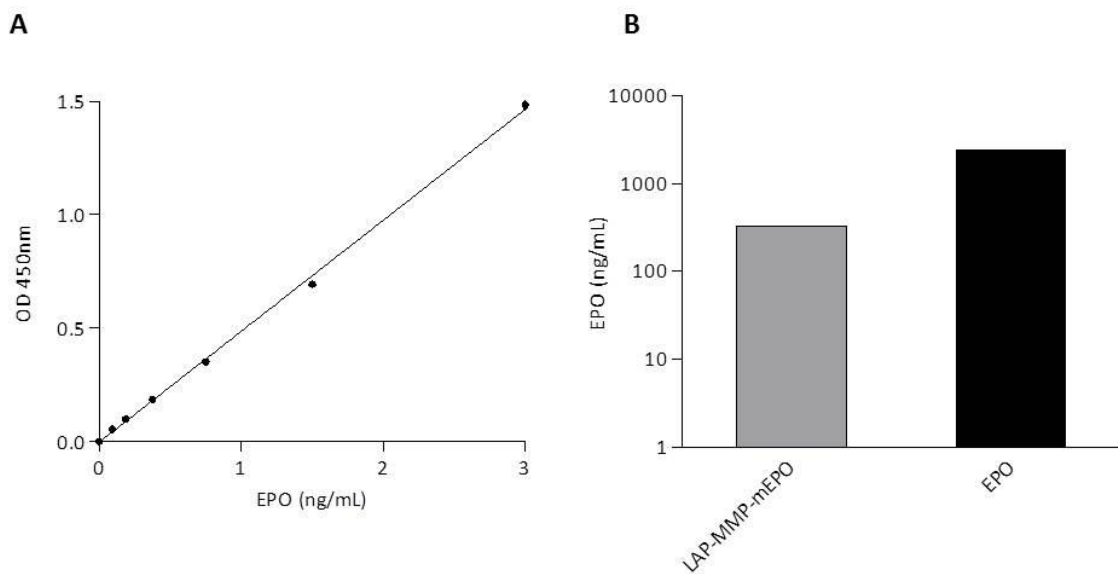 A
OD 450nm
1.5
1.0
0.5
0.0
0
1
2
3
EPO (ng/mL)
B
EPO (ng/mL)
10000
1000
100
10
1
LAP-MMP-mEPO
EPO